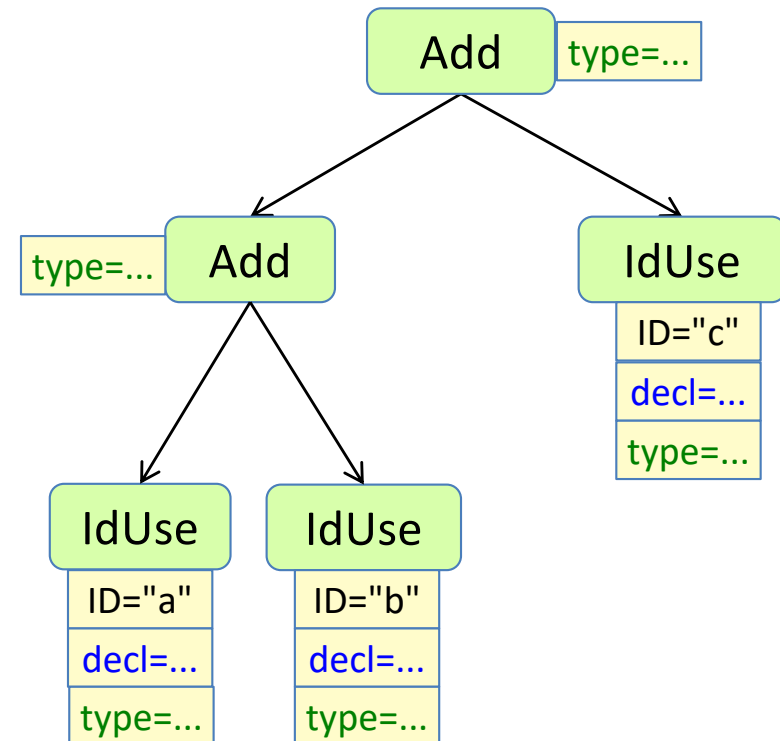 Add
type=...
type=...
Add
IdUse
ID="c"
decl=...
type=...
IdUse
ID="a"
decl=...
type=...
IdUse
ID="b"
decl=...
type=...